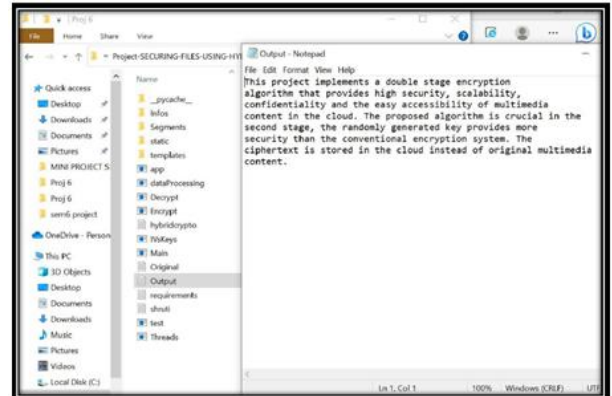 Proj 6
File Home Share View
Project-SECURING-FILES-USING-HY
Quick access
Desktop
Downloads
Documents
Pictures
MINI PROJECT S
Proj 6
Proj 6
sem6 project
OneDrive - Person
This PC
3D Objects
Desktop
Documents
Downloads
Music
Pictures
Videos
Local Disk (C:)
Name
__pycache__
Infos
Segments
static
templates
app
dataProcessing
Decrypt
Encrypt
hybridcrypto
IVsKeys
Main
Original
Output
requirements
shruti
test
Threads
Output - Notepad
File Edit Format View Help
This project implements a double stage encryption
algorithm that provides high security, scalability,
confidentiality and the easy accessibility of multimedia
content in the cloud. The proposed algorithm is crucial in the
second stage, the randomly generated key provides more
security than the conventional encryption system. The
ciphertext is stored in the cloud instead of original multimedia
content.
Ln 1, Col 1 100% Windows (CRLF) UTF